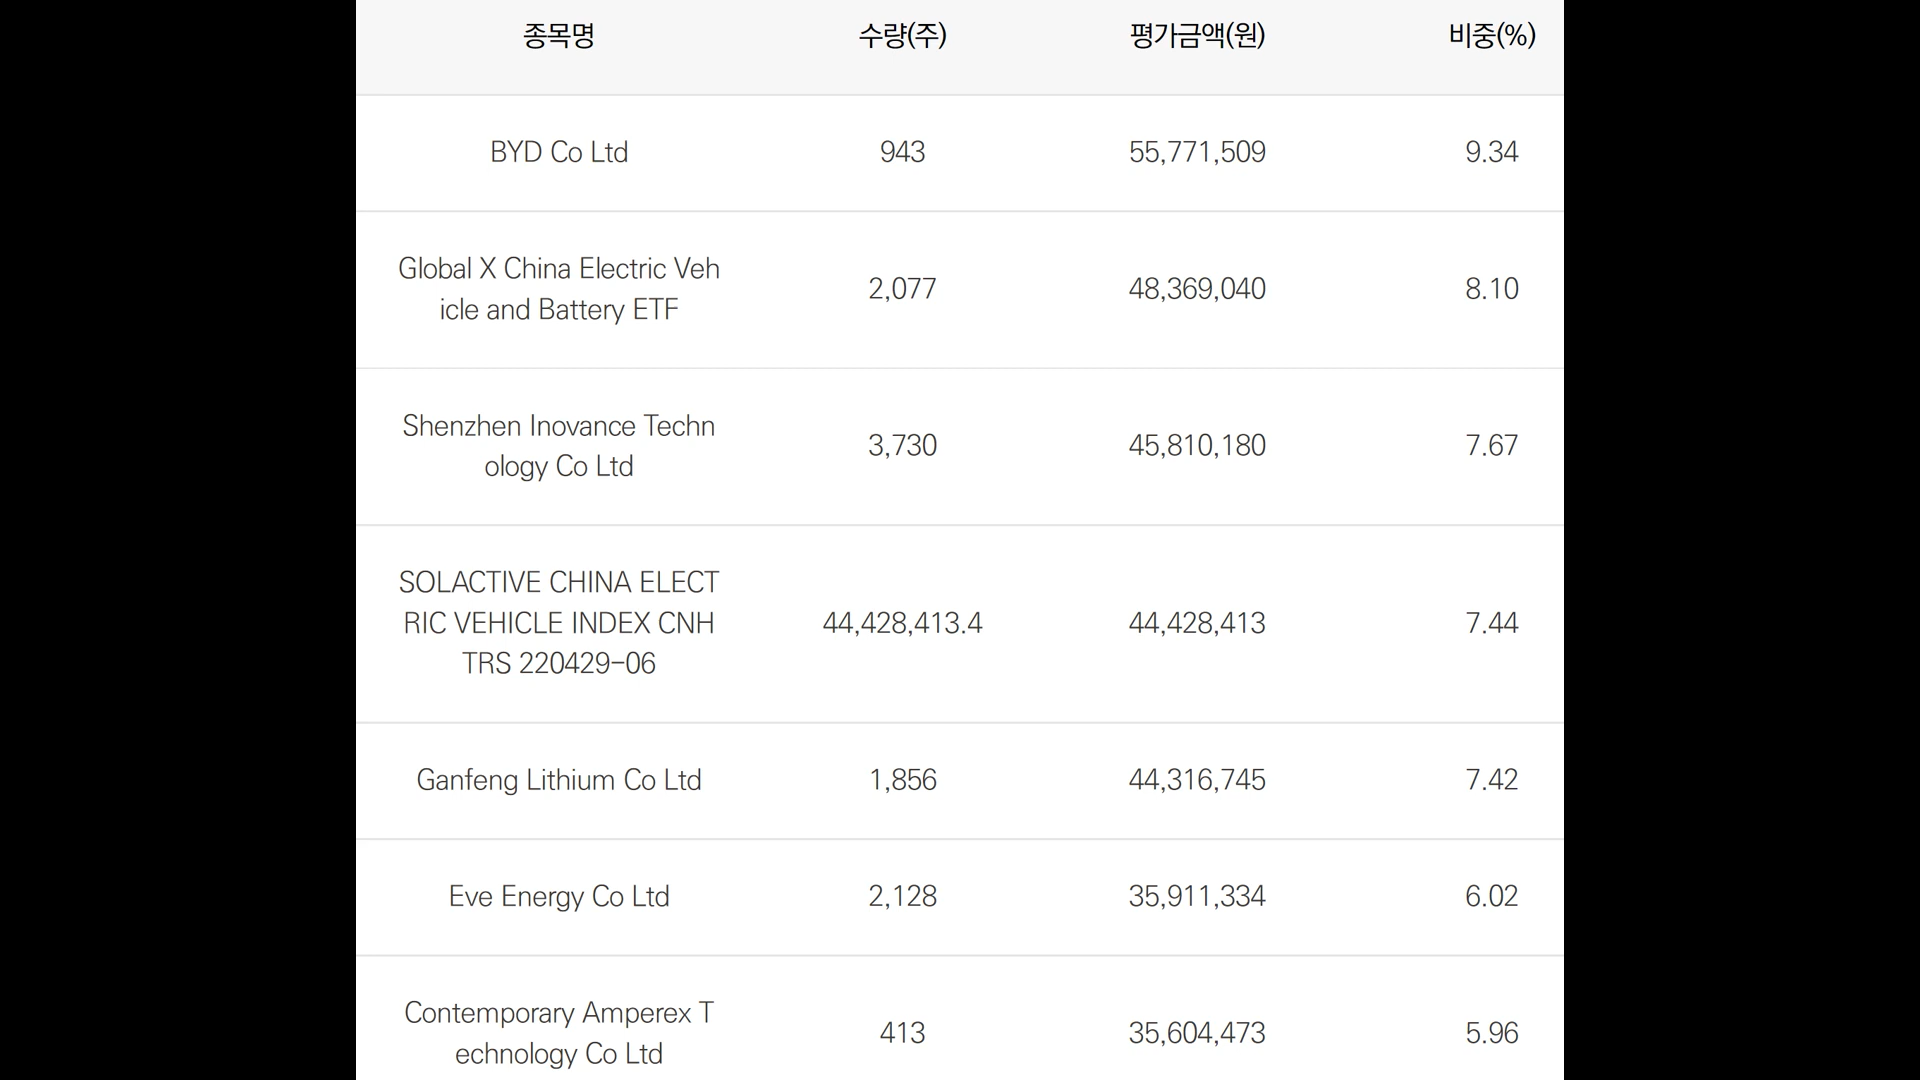 종목명 수량(주) 평가금액(원) 비중(%)
BYD Co Ltd 943 55,771,509 9.34
Global X China Electric Veh
icle and Battery ETF 2,077 48,369,040 8.10
Shenzhen Inovance Techn
ology Co Ltd 3,730 45,810,180 7.67
SOLACTIVE CHINA ELECT
RIC VEHICLE INDEX CNH 44,428,413.4 44,428,413 7.44
TRS 220429-06
Ganfeng Lithium Co Ltd 1,856 44,316,745 7.42
Eve Energy Co Ltd 2,128 35,911,334 6.02
Contemporary Amperex T
echnology Co Ltd 413 35,604,473 5.96